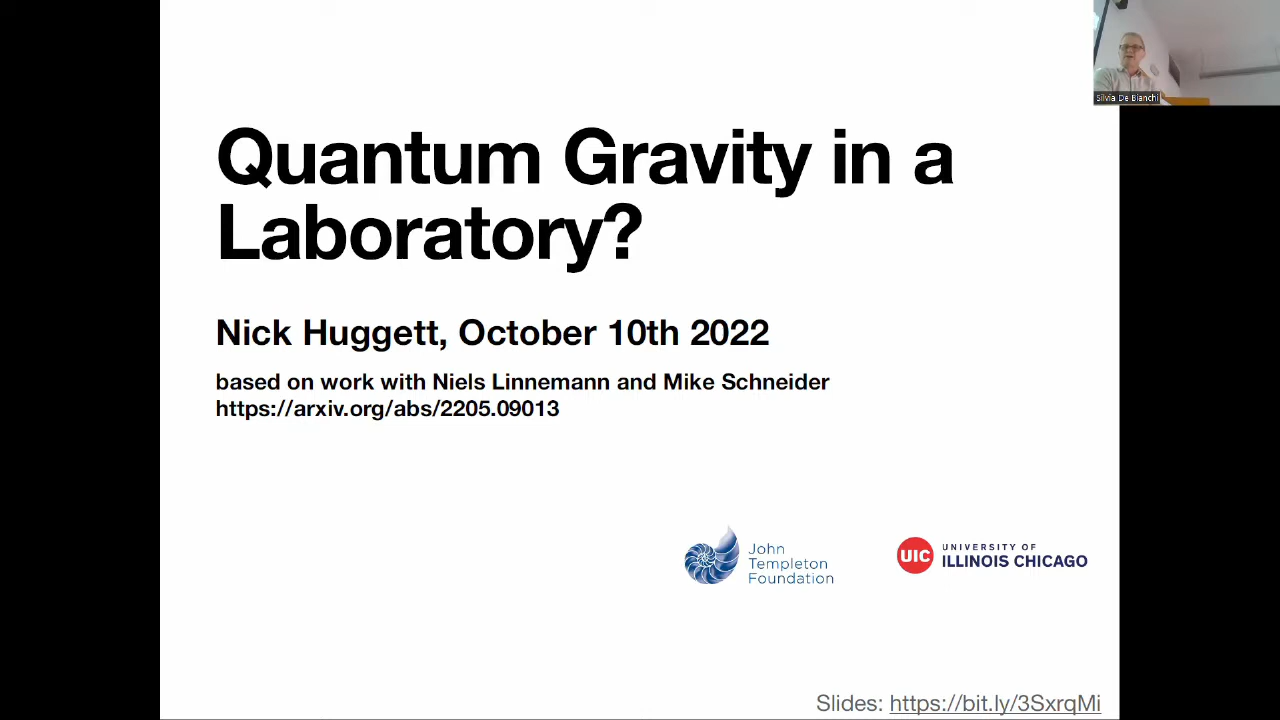 Silvia De Bianchi
Quantum Gravity in a
Laboratory?
Nick Huggett, October 10th 2022
based on work with Niels Linnemann and Mike Schneider
https://arxiv.org/abs/2205.09013
John
Templeton
Foundation
UIC
UNIVERSITY OF
ILLINOIS CHICAGO
Slides: https://bit.ly/3SxrqMi